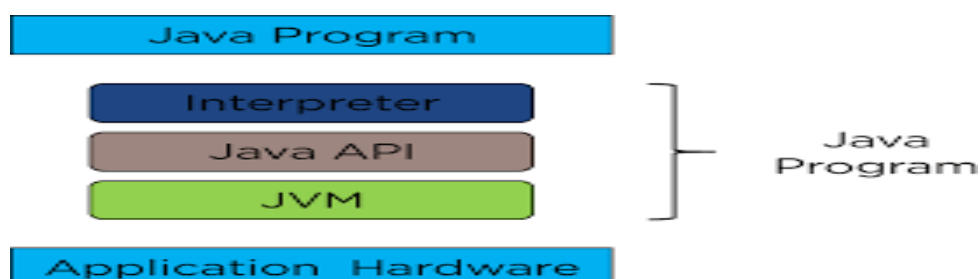 Java Program
Interpreter
Java API
JVM
Java
Program
Application Hardware